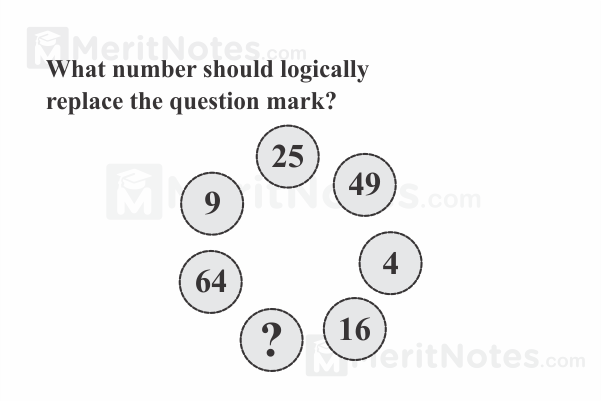 MeritNotes.com
What number should logically
replace the question mark?
25
49
9
MeritNotes.com
4
64
16
?
MeritNotes.com